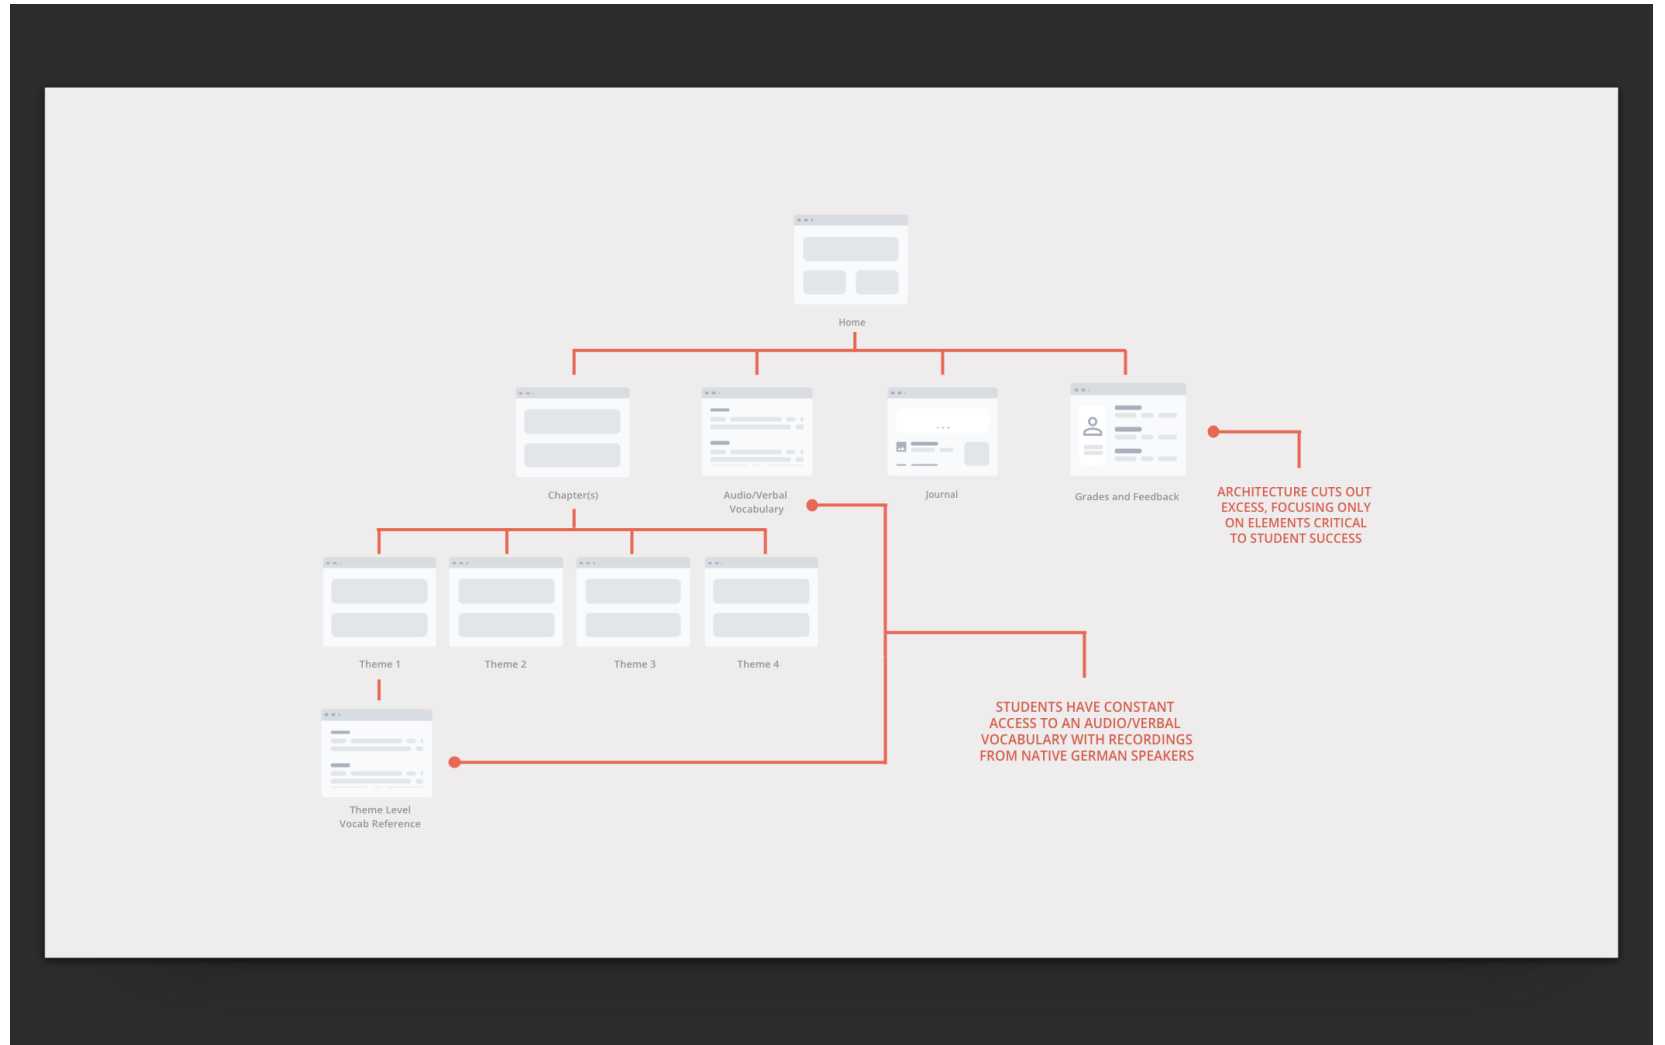 Home
Chapter(s)
Audio/Verbal
Vocabulary
Journal
Grades and Feedback
ARCHITECTURE CUTS OUT
EXCESS, FOCUSING ONLY
ON ELEMENTS CRITICAL
TO STUDENT SUCCESS
Theme 1
Theme 2
Theme 3
Theme 4
STUDENTS HAVE CONSTANT
ACCESS TO AN AUDIO/VERBAL
VOCABULARY WITH RECORDINGS
FROM NATIVE GERMAN SPEAKERS
Theme Level
Vocab Reference